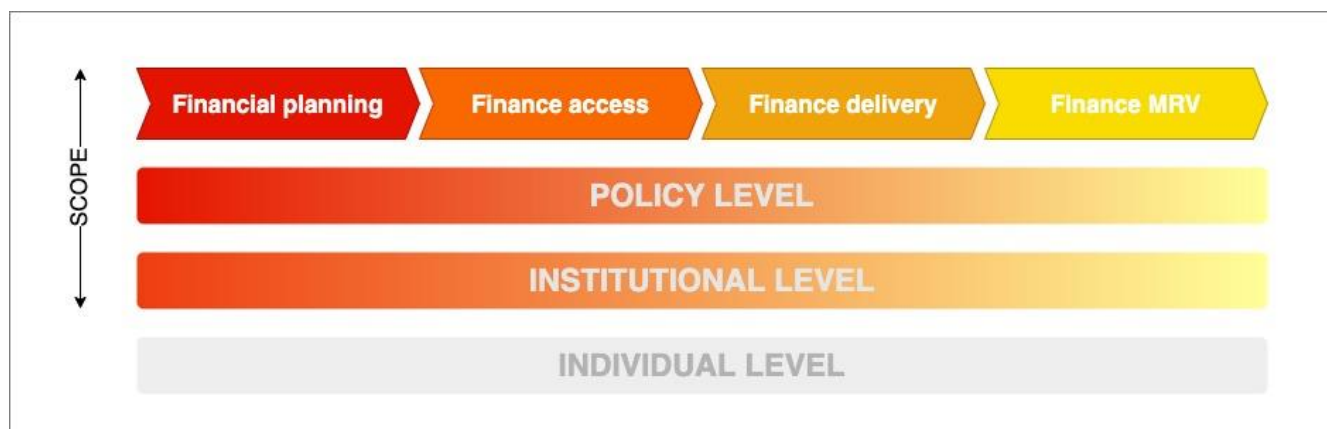 SCOPE
Financial planning
Finance access
Finance delivery
Finance MRV
POLICY LEVEL
INSTITUTIONAL LEVEL
INDIVIDUAL LEVEL